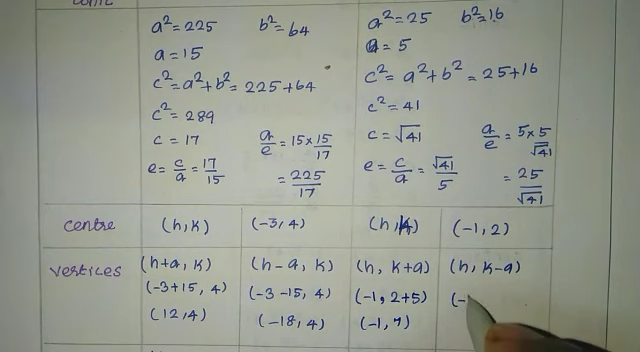 a² = 225 b² = 64
a = 15
c² = a² + b² = 225 + 64
c² = 289
c = 17 a/e = 15 × 15/17
e = c/a = 17/15 = 225/17
a² = 25 b² = 16
a = 5
c² = a² + b² = 25 + 16
c² = 41
c = √41 a/e = 5 × 5/√41
e = c/a = √41/5 = 25/√41
centre (h, k) (-3, 4) (h, k) (-1, 2)
vertices (h+a, k) (h-a, k) (h, k+a) (h, k-a)
(-3+15, 4) (-3-15, 4) (-1, 2+5) (-
(12, 4) (-18, 4) (-1, 7)